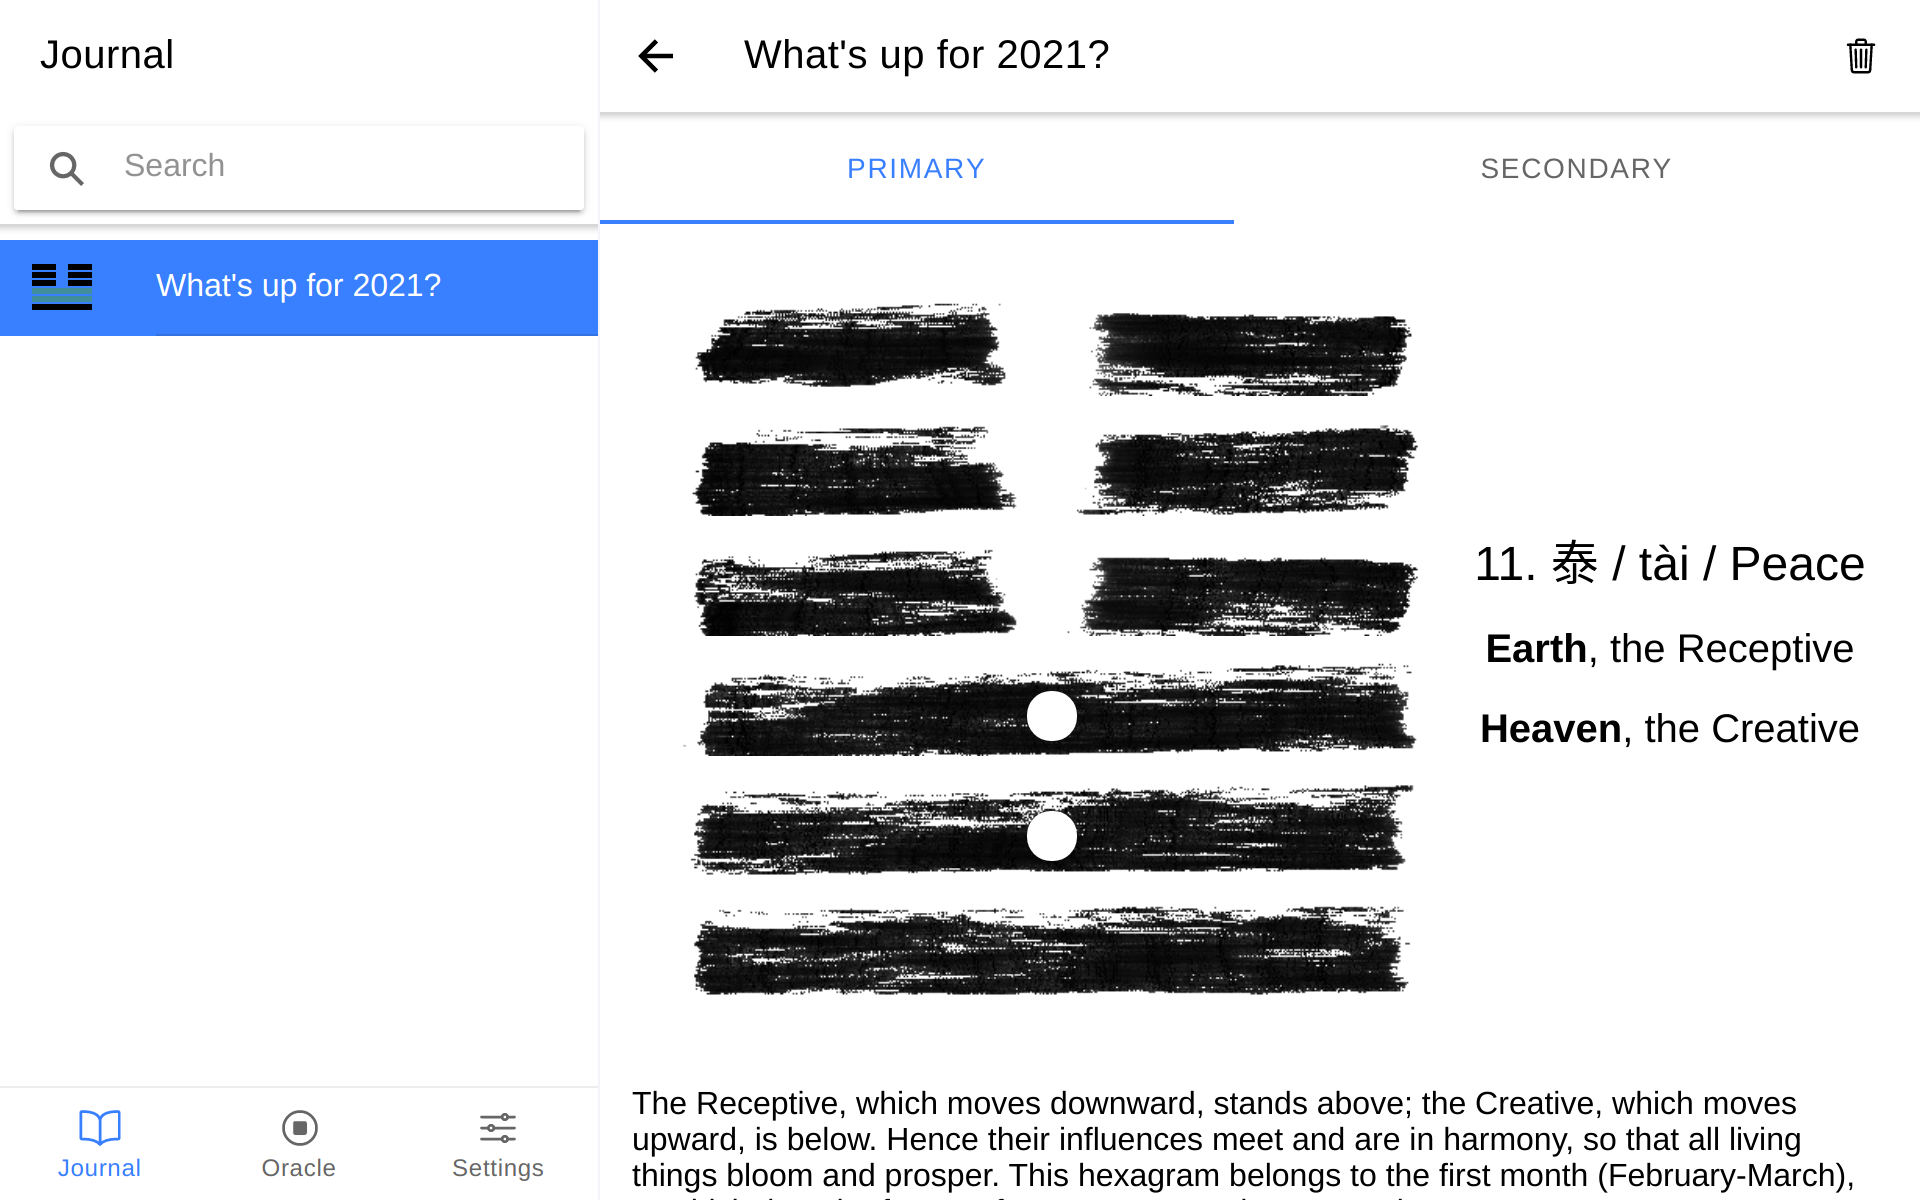 Journal
Search
What's up for 2021?
Journal
Oracle
Settings
What's up for 2021?
PRIMARY
SECONDARY
11. 泰 / tài / Peace
Earth, the Receptive
Heaven, the Creative
The Receptive, which moves downward, stands above; the Creative, which moves
upward, is below. Hence their influences meet and are in harmony, so that all living
things bloom and prosper. This hexagram belongs to the first month (February-March),